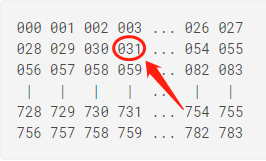 000 001 002 003 ... 026 027
028 029 030 031 ... 054 055
056 057 058 059 ... 082 083
| | | | ... | |
728 729 730 731 ... 754 755
756 757 758 759 ... 782 783